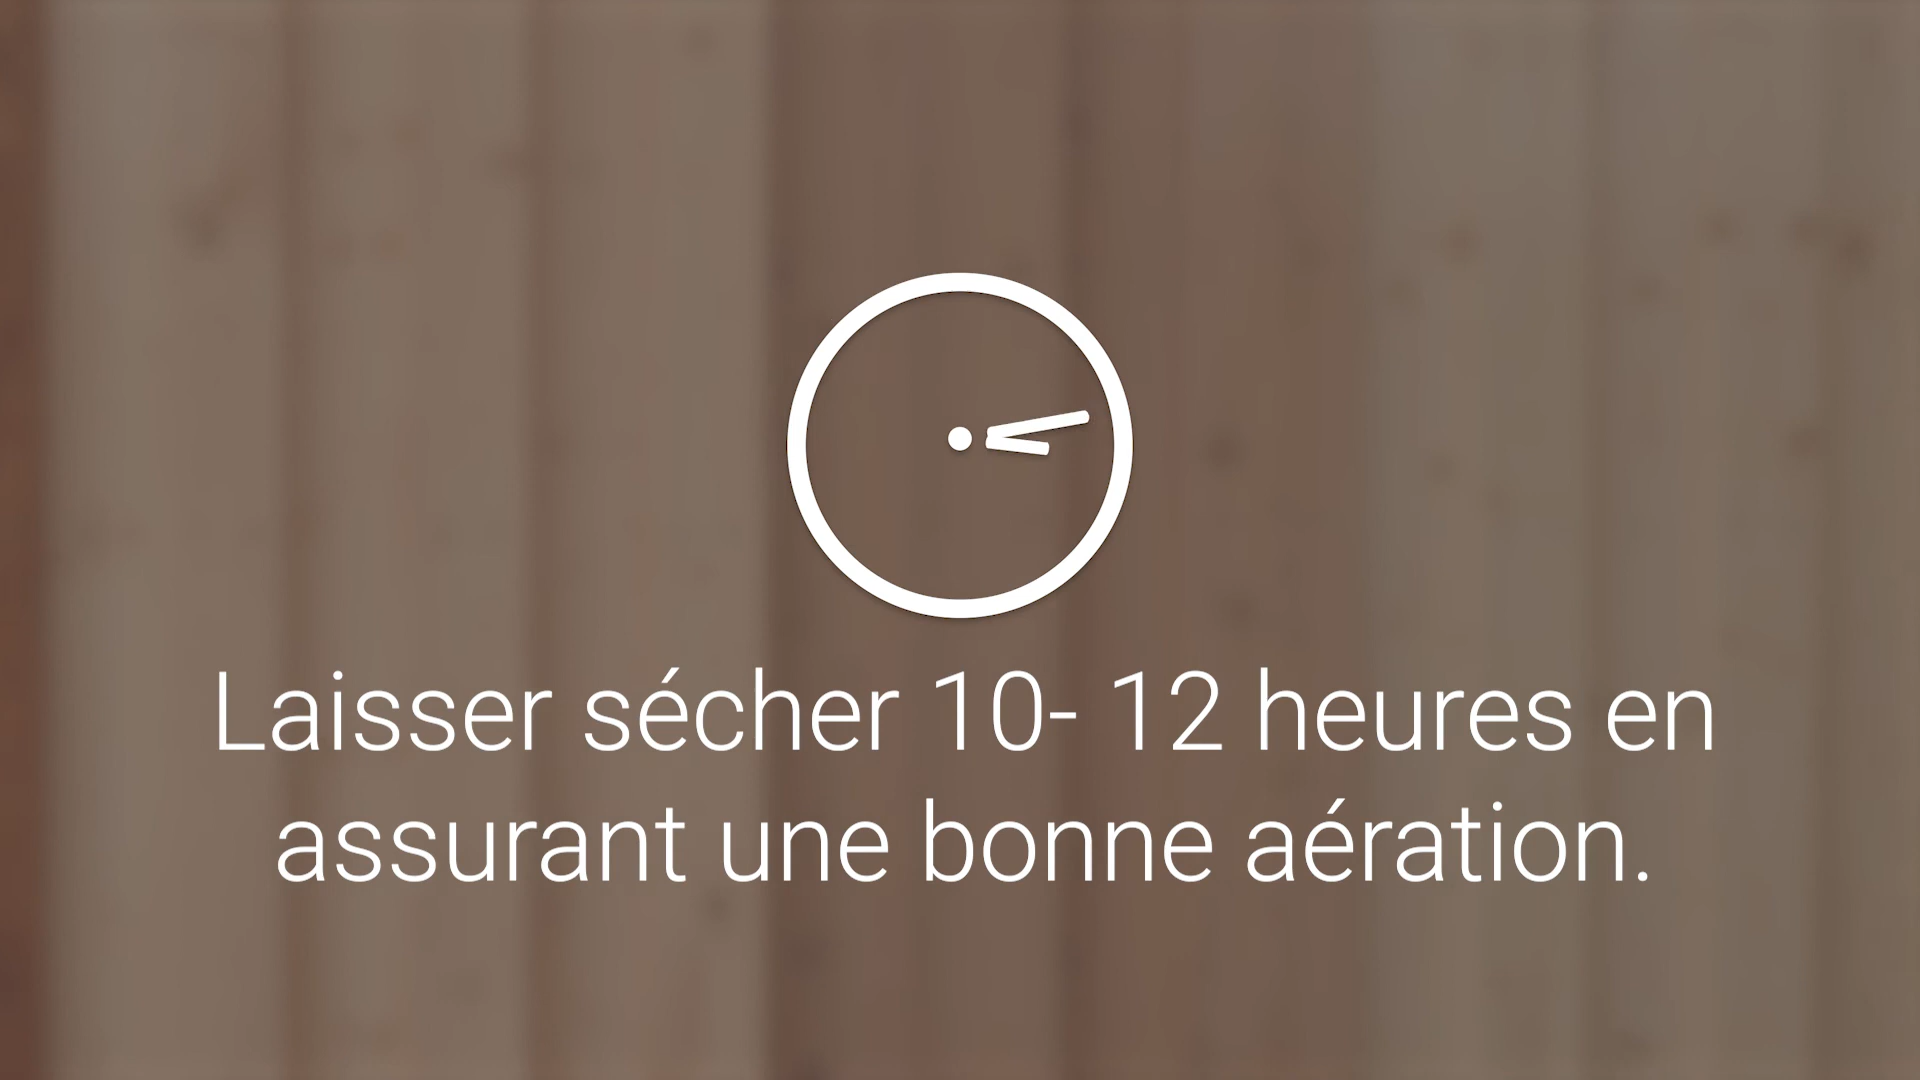 Laisser sécher 10- 12 heures en
assurant une bonne aération.